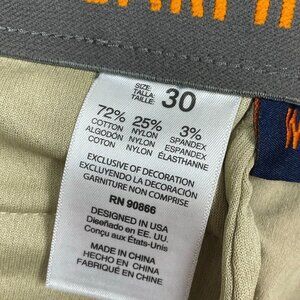 SIZE:
TALLA:
TAILLE:
30
72% 25% 3%
COTTON NYLON SPANDEX
ALGODÓN NYLON ESPANDEX
COTON NYLON ÉLASTHANNE
EXCLUSIVE OF DECORATION
EXCLUYENDO LA DECORACIÓN
GARNITURE NON COMPRISE
RN 90866
DESIGNED IN USA
Diseñado en EE. UU.
Conçu aux États-Unis
MADE IN CHINA
HECHO EN CHINA
FABRIQUÉ EN CHINE